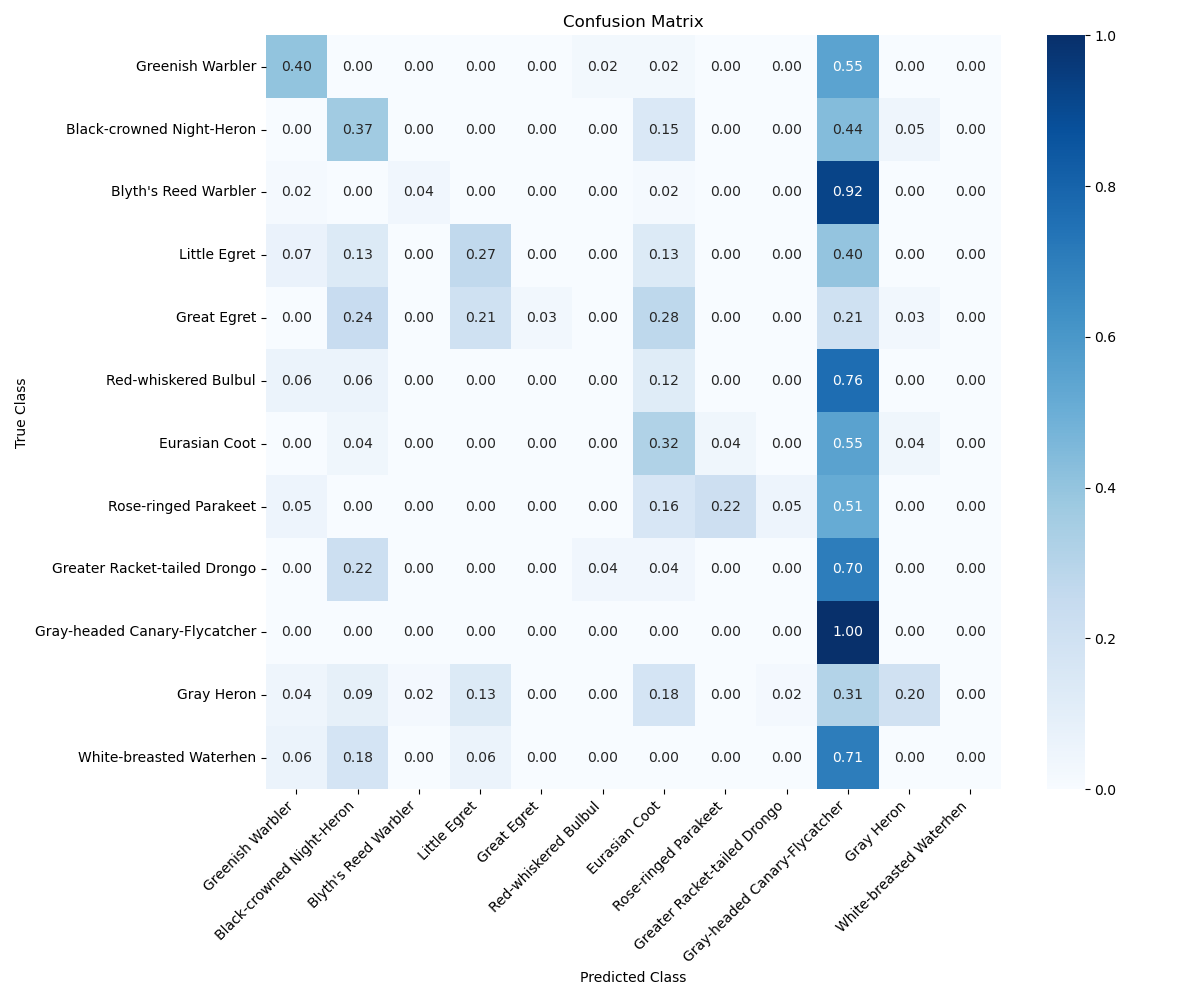 Confusion Matrix
Greenish Warbler 0.40 0.00 0.00 0.00 0.00 0.02 0.02 0.00 0.00 0.55 0.00 0.00
Black-crowned Night-Heron 0.00 0.37 0.00 0.00 0.00 0.00 0.15 0.00 0.00 0.44 0.05 0.00
Blyth's Reed Warbler 0.02 0.00 0.04 0.00 0.00 0.00 0.02 0.00 0.00 0.92 0.00 0.00
Little Egret 0.07 0.13 0.00 0.27 0.00 0.00 0.13 0.00 0.00 0.40 0.00 0.00
Great Egret 0.00 0.24 0.00 0.21 0.03 0.00 0.28 0.00 0.00 0.21 0.03 0.00
Red-whiskered Bulbul 0.06 0.06 0.00 0.00 0.00 0.00 0.12 0.00 0.00 0.76 0.00 0.00
Eurasian Coot 0.00 0.04 0.00 0.00 0.00 0.00 0.32 0.04 0.00 0.55 0.04 0.00
Rose-ringed Parakeet 0.05 0.00 0.00 0.00 0.00 0.00 0.16 0.22 0.05 0.51 0.00 0.00
Greater Racket-tailed Drongo 0.00 0.22 0.00 0.00 0.00 0.04 0.04 0.00 0.00 0.70 0.00 0.00
Gray-headed Canary-Flycatcher 0.00 0.00 0.00 0.00 0.00 0.00 0.00 0.00 0.00 1.00 0.00 0.00
Gray Heron 0.04 0.09 0.02 0.13 0.00 0.00 0.18 0.00 0.02 0.31 0.20 0.00
White-breasted Waterhen 0.06 0.18 0.00 0.06 0.00 0.00 0.00 0.00 0.00 0.71 0.00 0.00
True Class
Greenish Warbler
Black-crowned Night-Heron
Blyth's Reed Warbler
Little Egret
Great Egret
Red-whiskered Bulbul
Eurasian Coot
Rose-ringed Parakeet
Greater Racket-tailed Drongo
Gray-headed Canary-Flycatcher
Gray Heron
White-breasted Waterhen
Predicted Class
1.0
0.8
0.6
0.4
0.2
0.0